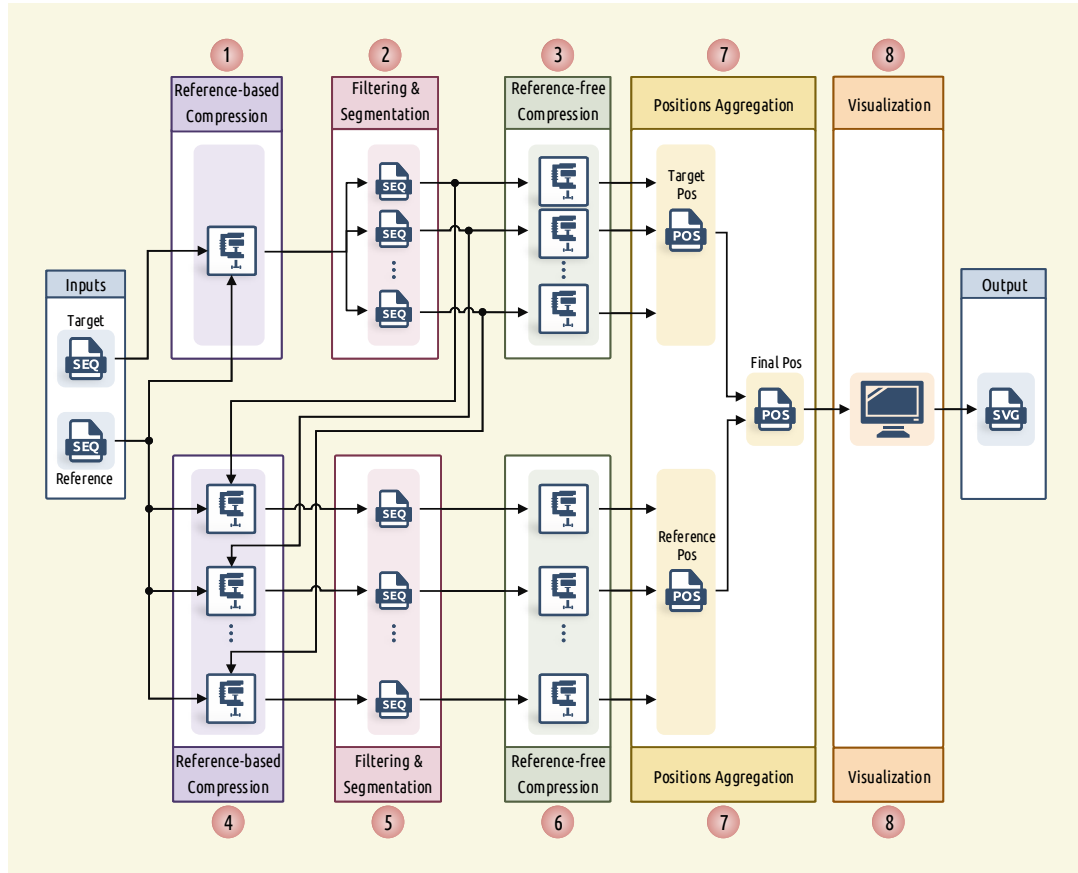 1
2
3
7
8
Reference-based
Compression
Filtering &
Segmentation
Reference-free
Compression
Positions Aggregation
Visualization
SEQ
SEQ
SEQ
Target
Pos
POS
Inputs
Target
SEQ
Reference
SEQ
Final Pos
POS
Output
SVG
SEQ
SEQ
SEQ
Reference
Pos
POS
Reference-based
Compression
Filtering &
Segmentation
Reference-free
Compression
Positions Aggregation
Visualization
4
5
6
7
8